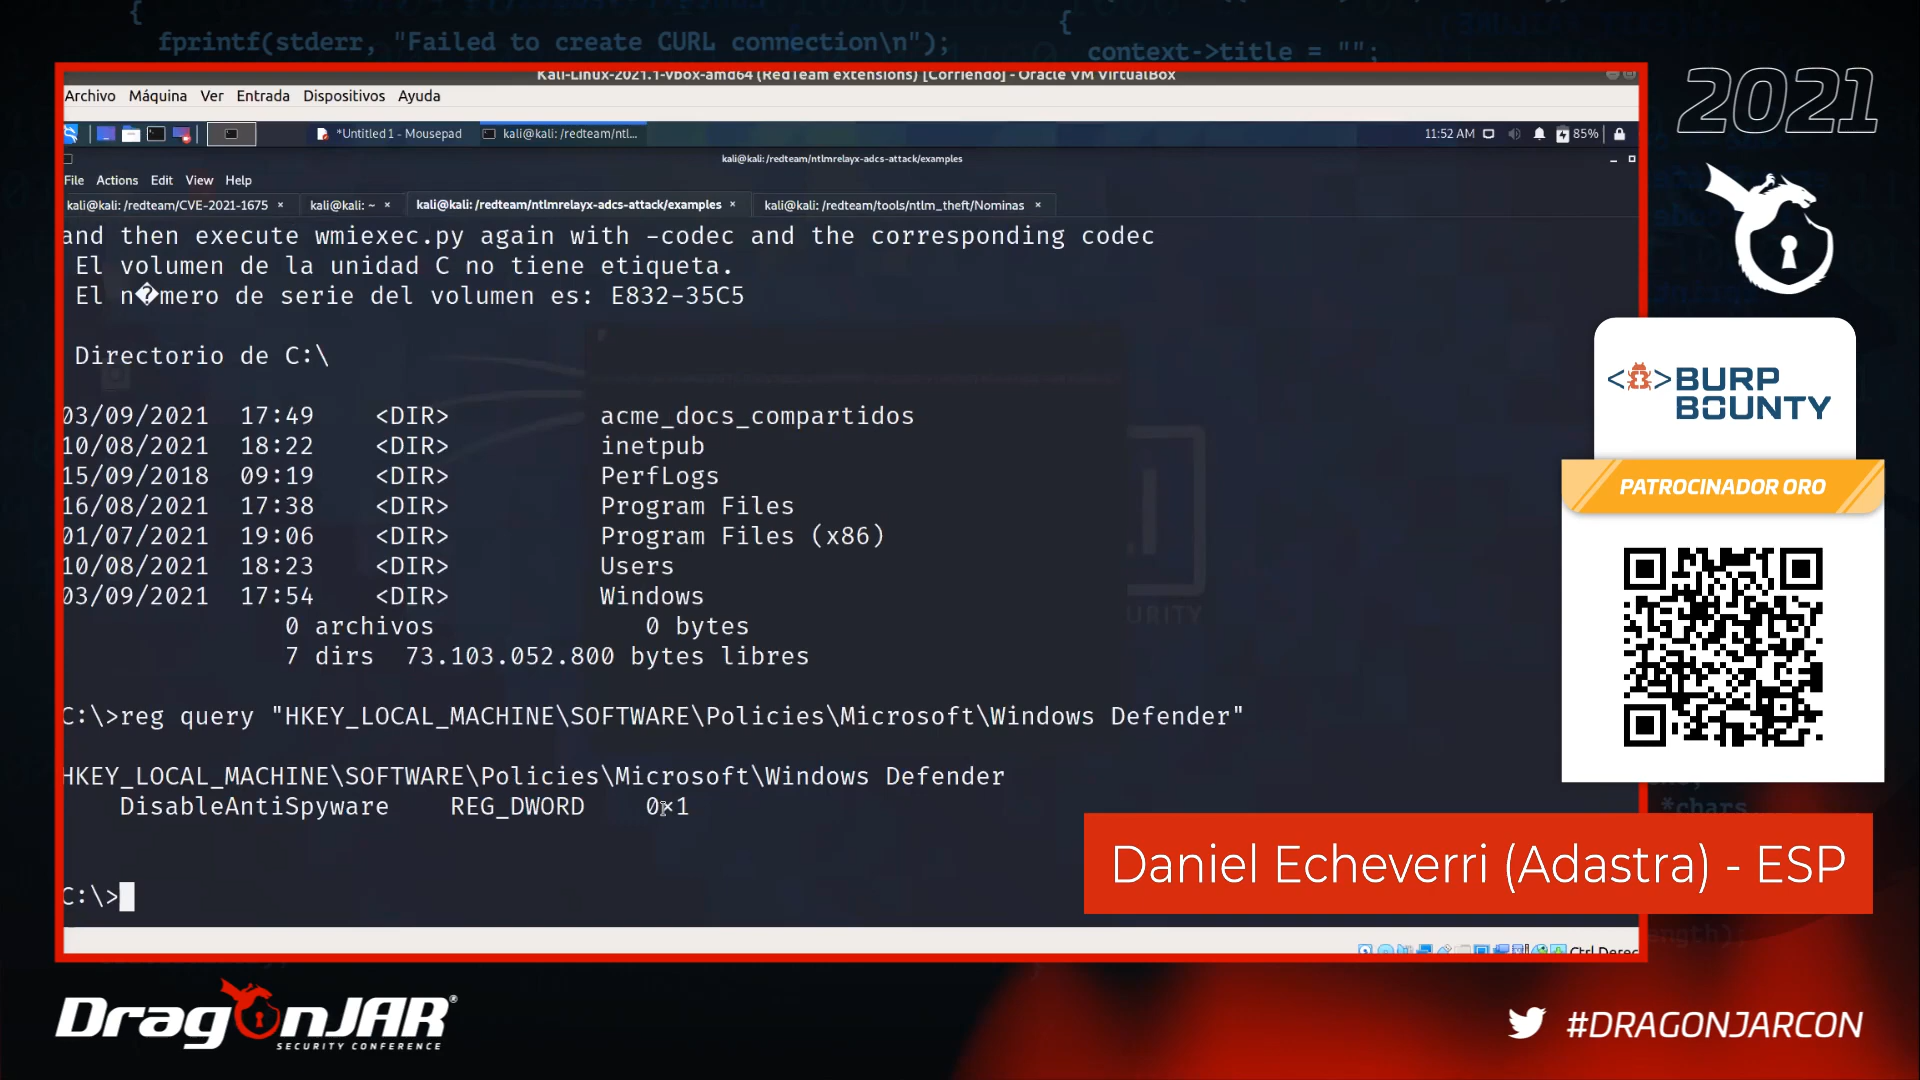 fprintf(stderr, "Failed to create CURL connection\n");
context->title = "";
2021
Kali-Linux-2021.1-vbox-amd64 (RedTeam extensions) [Corriendo] - Oracle VM VirtualBox
Archivo Máquina Ver Entrada Dispositivos Ayuda
*Untitled 1 - Mousepad
kali@kali: /redteam/ntl...
11:52 AM
85%
kali@kali: /redteam/ntlmrelayx-adcs-attack/examples
File Actions Edit View Help
kali@kali: /redteam/CVE-2021-1675 ×
kali@kali: ~ ×
kali@kali: /redteam/ntlmrelayx-adcs-attack/examples ×
kali@kali: /redteam/tools/ntlm_theft/Nominas ×
and then execute wmiexec.py again with -codec and the corresponding codec
El volumen de la unidad C no tiene etiqueta.
El n�mero de serie del volumen es: E832-35C5
Directorio de C:\
03/09/2021 17:49 <DIR> acme_docs_compartidos
10/08/2021 18:22 <DIR> inetpub
15/09/2018 09:19 <DIR> PerfLogs
16/08/2021 17:38 <DIR> Program Files
01/07/2021 19:06 <DIR> Program Files (x86)
10/08/2021 18:23 <DIR> Users
03/09/2021 17:54 <DIR> Windows
0 archivos 0 bytes
7 dirs 73.103.052.800 bytes libres
C:\>reg query "HKEY_LOCAL_MACHINE\SOFTWARE\Policies\Microsoft\Windows Defender"
HKEY_LOCAL_MACHINE\SOFTWARE\Policies\Microsoft\Windows Defender
DisableAntiSpyware REG_DWORD 0×1
C:\>
<>BURP
BOUNTY
PATROCINADOR ORO
*chars
Daniel Echeverri (Adastra) - ESP
DragonJAR®
SECURITY CONFERENCE
#DRAGONJARCON